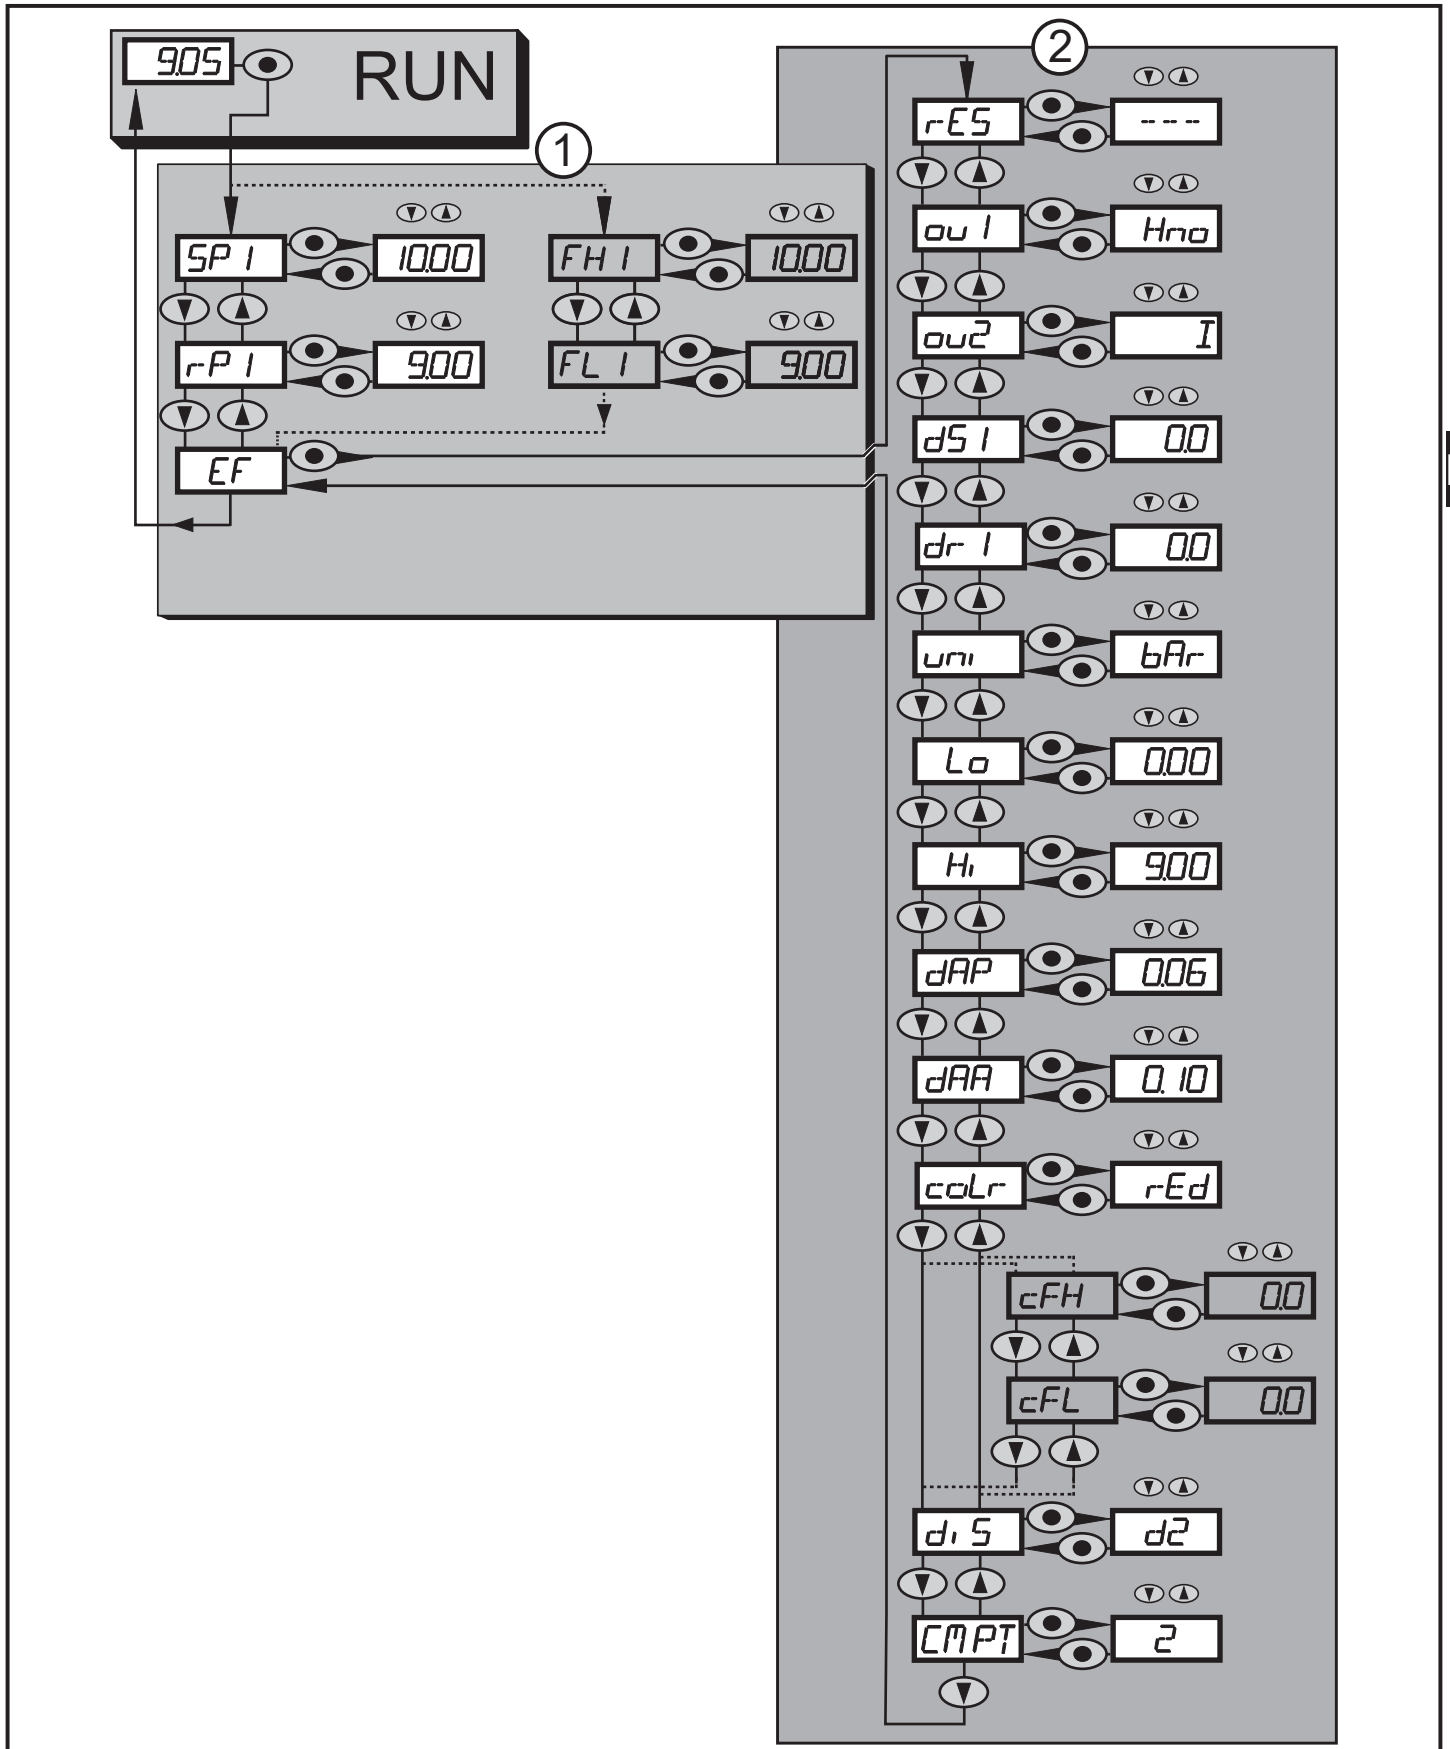 9.05
RUN
1
SP1
10.00
FH1
10.00
rP1
9.00
FL1
9.00
EF
2
rES
-- -- --
ou1
Hno
ou2
I
dS1
0.0
dr1
0.0
uni
bAr
Lo
0.00
Hi
9.00
dAP
0.06
dAA
0.10
coLr
rEd
cFH
0.0
cFL
0.0
diS
d2
CMPT
2